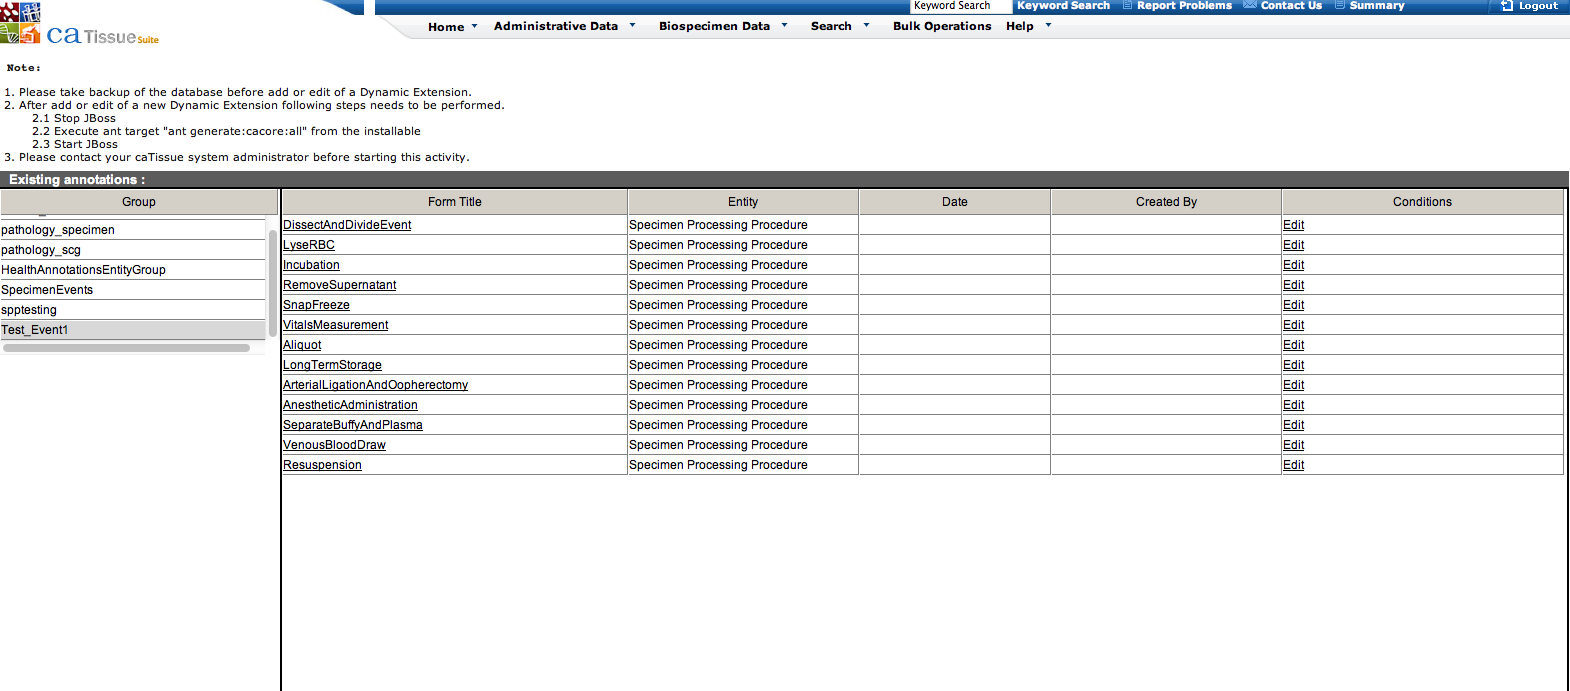 Keyword Search Keyword Search Report Problems Contact Us Summary Logout
ca Tissue Suite
Home Administrative Data Biospecimen Data Search Bulk Operations Help
Note:
1. Please take backup of the database before add or edit of a Dynamic Extension.
2. After add or edit of a new Dynamic Extension following steps needs to be performed.
2.1 Stop JBoss
2.2 Execute ant target "ant generate:cacore:all" from the installable
2.3 Start JBoss
3. Please contact your caTissue system administrator before starting this activity.
Existing annotations :
Group
pathology_specimen
pathology_scg
HealthAnnotationsEntityGroup
SpecimenEvents
spptesting
Test_Event1
Form Title Entity Date Created By Conditions
DissectAndDivideEvent Specimen Processing Procedure Edit
LyseRBC Specimen Processing Procedure Edit
Incubation Specimen Processing Procedure Edit
RemoveSupernatant Specimen Processing Procedure Edit
SnapFreeze Specimen Processing Procedure Edit
VitalsMeasurement Specimen Processing Procedure Edit
Aliquot Specimen Processing Procedure Edit
LongTermStorage Specimen Processing Procedure Edit
ArterialLigationAndOopherectomy Specimen Processing Procedure Edit
AnestheticAdministration Specimen Processing Procedure Edit
SeparateBuffyAndPlasma Specimen Processing Procedure Edit
VenousBloodDraw Specimen Processing Procedure Edit
Resuspension Specimen Processing Procedure Edit